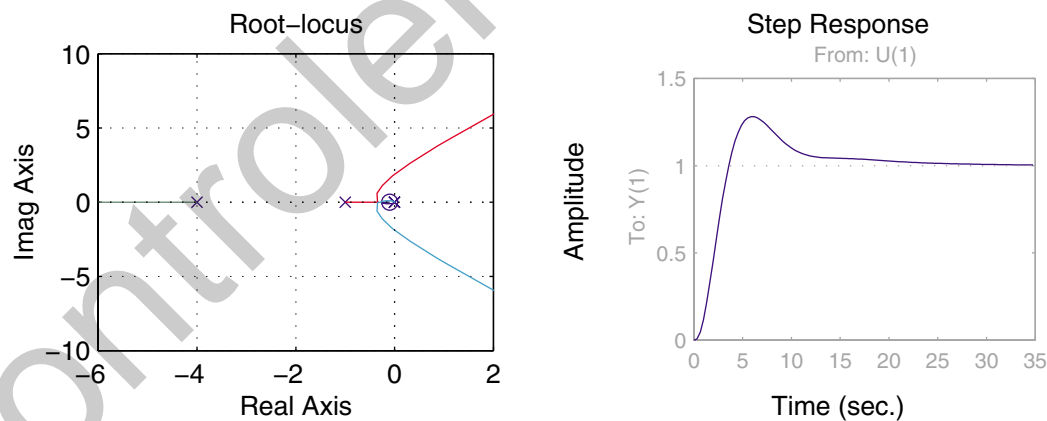 Root-locus
Imag Axis
10
5
0
-5
-10
-6
-4
-2
0
2
Real Axis
Step Response
From: U(1)
Amplitude
To: Y(1)
1.5
1
0.5
0
0
5
10
15
20
25
30
35
Time (sec.)
ontrole